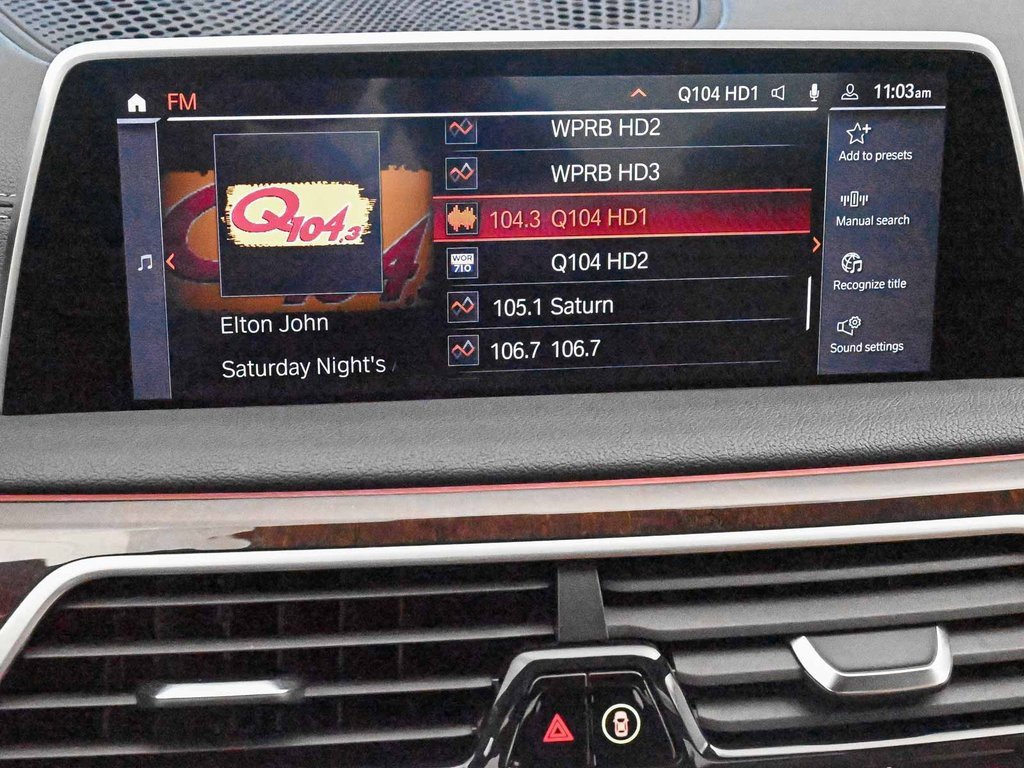 FM
Q104 HD1
11:03am
Q104.3
Elton John
Saturday Night's
WPRB HD2
WPRB HD3
104.3 Q104 HD1
WOR
710
Q104 HD2
105.1 Saturn
106.7 106.7
Add to presets
Manual search
Recognize title
Sound settings